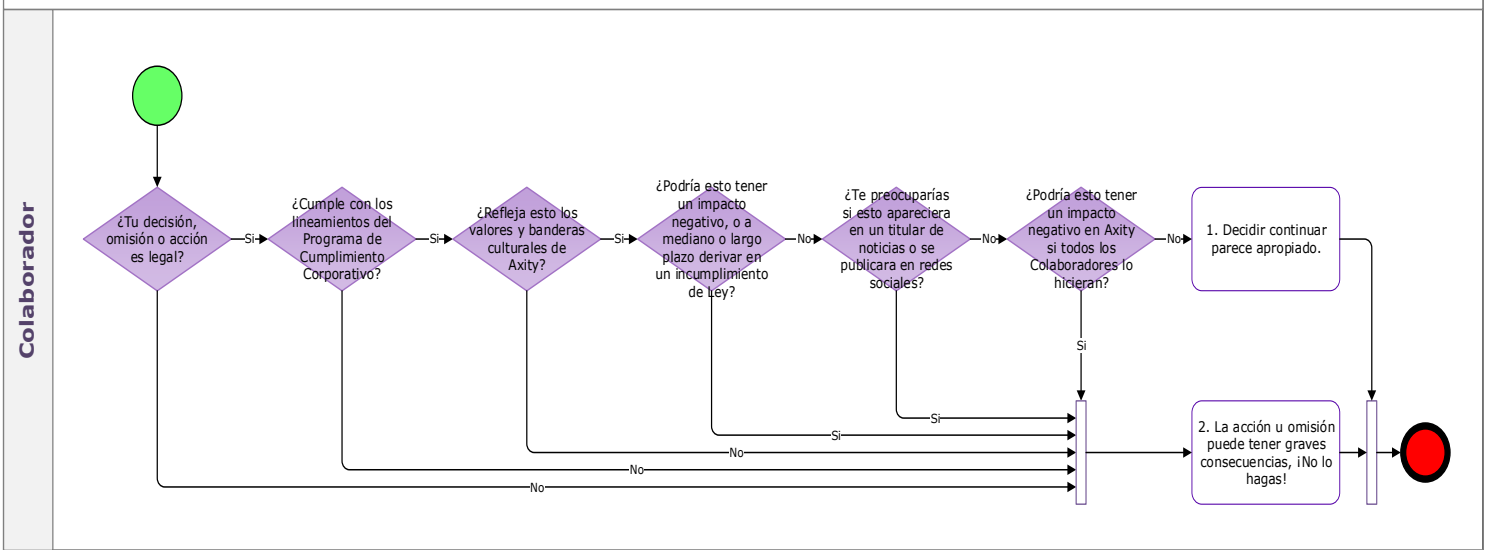 Colaborador
¿Tu decisión,
omisión o acción
es legal?
Si
¿Cumple con los
lineamientos del
Programa de
Cumplimiento
Corporativo?
Si
¿Refleja esto los
valores y banderas
culturales de
Axity?
Si
¿Podría esto tener
un impacto
negativo, o a
mediano o largo
plazo derivar en
un incumplimiento
de Ley?
No
¿Te preocuparías
si esto apareciera
en un titular de
noticias o se
publicara en redes
sociales?
No
¿Podría esto tener
un impacto
negativo en Axity
si todos los
Colaboradores lo
hicieran?
No
1. Decidir continuar
parece apropiado.
Si
Si
Si
No
No
No
2. La acción u omisión
puede tener graves
consecuencias, ¡No lo
hagas!